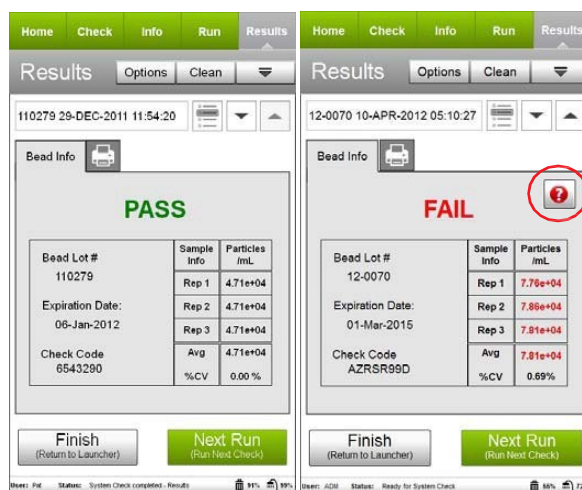 Home Check Info Run Results
Results Options Clean
110279 29-DEC-2011 11:54:20
Bead Info
PASS
Bead Lot #
110279
Expiration Date:
06-Jan-2012
Check Code
6543290
Sample Info Particles /mL
Rep 1 4.71e+04
Rep 2 4.71e+04
Rep 3 4.71e+04
Avg 4.71e+04
%CV 0.00 %
Finish
(Return to Launcher)
Next Run
(Run Next Check)
User: Pat Status: System Check completed - Results 91% 99%
Home Check Info Run Results
Results Options Clean
12-0070 10-APR-2012 05:10:27
Bead Info
?
FAIL
Bead Lot #
12-0070
Expiration Date:
01-Mar-2015
Check Code
AZRSR99D
Sample Info Particles /mL
Rep 1 7.76e+04
Rep 2 7.86e+04
Rep 3 7.81e+04
Avg 7.81e+04
%CV 0.69%
Finish
(Return to Launcher)
Next Run
(Run Next Check)
Status: Ready for System Check